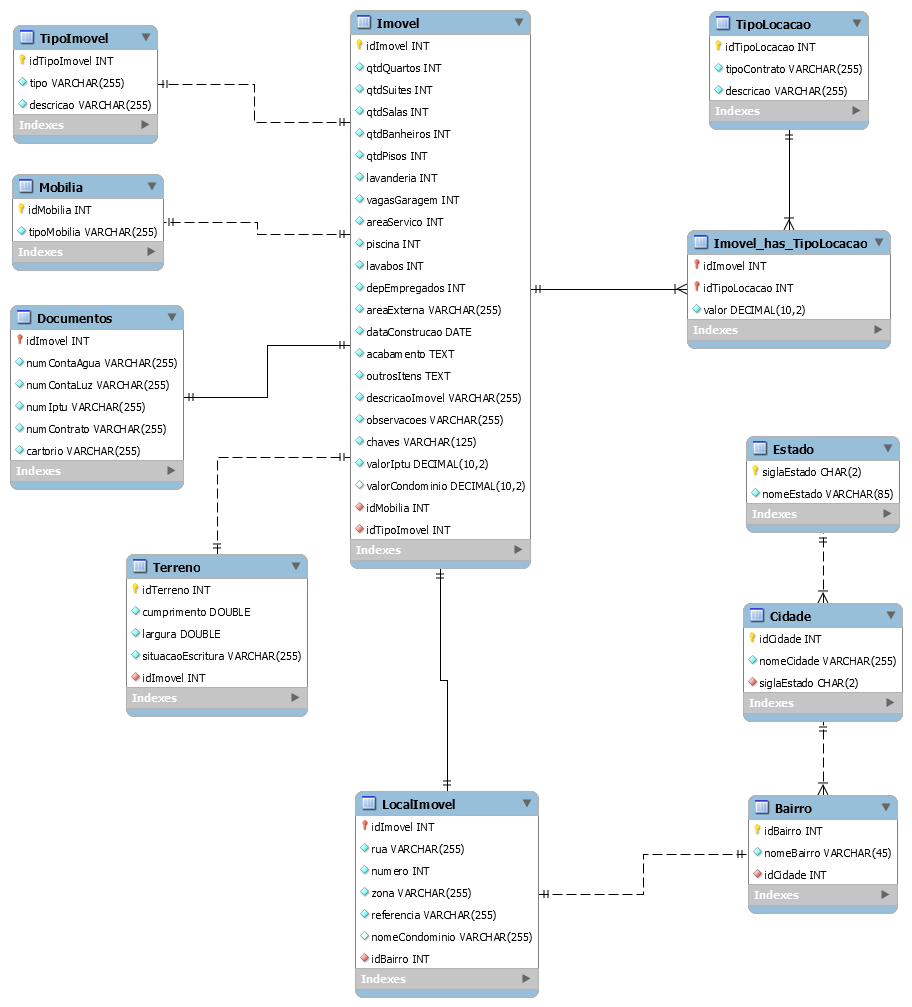 TipoImovel
idTipoImovel INT
tipo VARCHAR(255)
descricao VARCHAR(255)
Indexes
Mobilia
idMobilia INT
tipoMobilia VARCHAR(255)
Indexes
Documentos
idImovel INT
numContaAgua VARCHAR(255)
numContaLuz VARCHAR(255)
numIptu VARCHAR(255)
numContrato VARCHAR(255)
cartorio VARCHAR(255)
Indexes
Terreno
idTerreno INT
cumprimento DOUBLE
largura DOUBLE
situacaoEscritura VARCHAR(255)
idImovel INT
Indexes
Imovel
idImovel INT
qtdQuartos INT
qtdSuites INT
qtdSalas INT
qtdBanheiros INT
qtdPisos INT
lavanderia INT
vagasGaragem INT
areaServico INT
piscina INT
lavabos INT
depEmpregados INT
areaExterna VARCHAR(255)
dataConstrucao DATE
acabamento TEXT
outrosItens TEXT
descricaoImovel VARCHAR(255)
observacoes VARCHAR(255)
chaves VARCHAR(125)
valorIptu DECIMAL(10,2)
valorCondominio DECIMAL(10,2)
idMobilia INT
idTipoImovel INT
Indexes
LocalImovel
idImovel INT
rua VARCHAR(255)
numero INT
zona VARCHAR(255)
referencia VARCHAR(255)
nomeCondominio VARCHAR(255)
idBairro INT
Indexes
TipoLocacao
idTipoLocacao INT
tipoContrato VARCHAR(255)
descricao VARCHAR(255)
Indexes
Imovel_has_TipoLocacao
idImovel INT
idTipoLocacao INT
valor DECIMAL(10,2)
Indexes
Estado
siglaEstado CHAR(2)
nomeEstado VARCHAR(85)
Indexes
Cidade
idCidade INT
nomeCidade VARCHAR(255)
siglaEstado CHAR(2)
Indexes
Bairro
idBairro INT
nomeBairro VARCHAR(45)
idCidade INT
Indexes